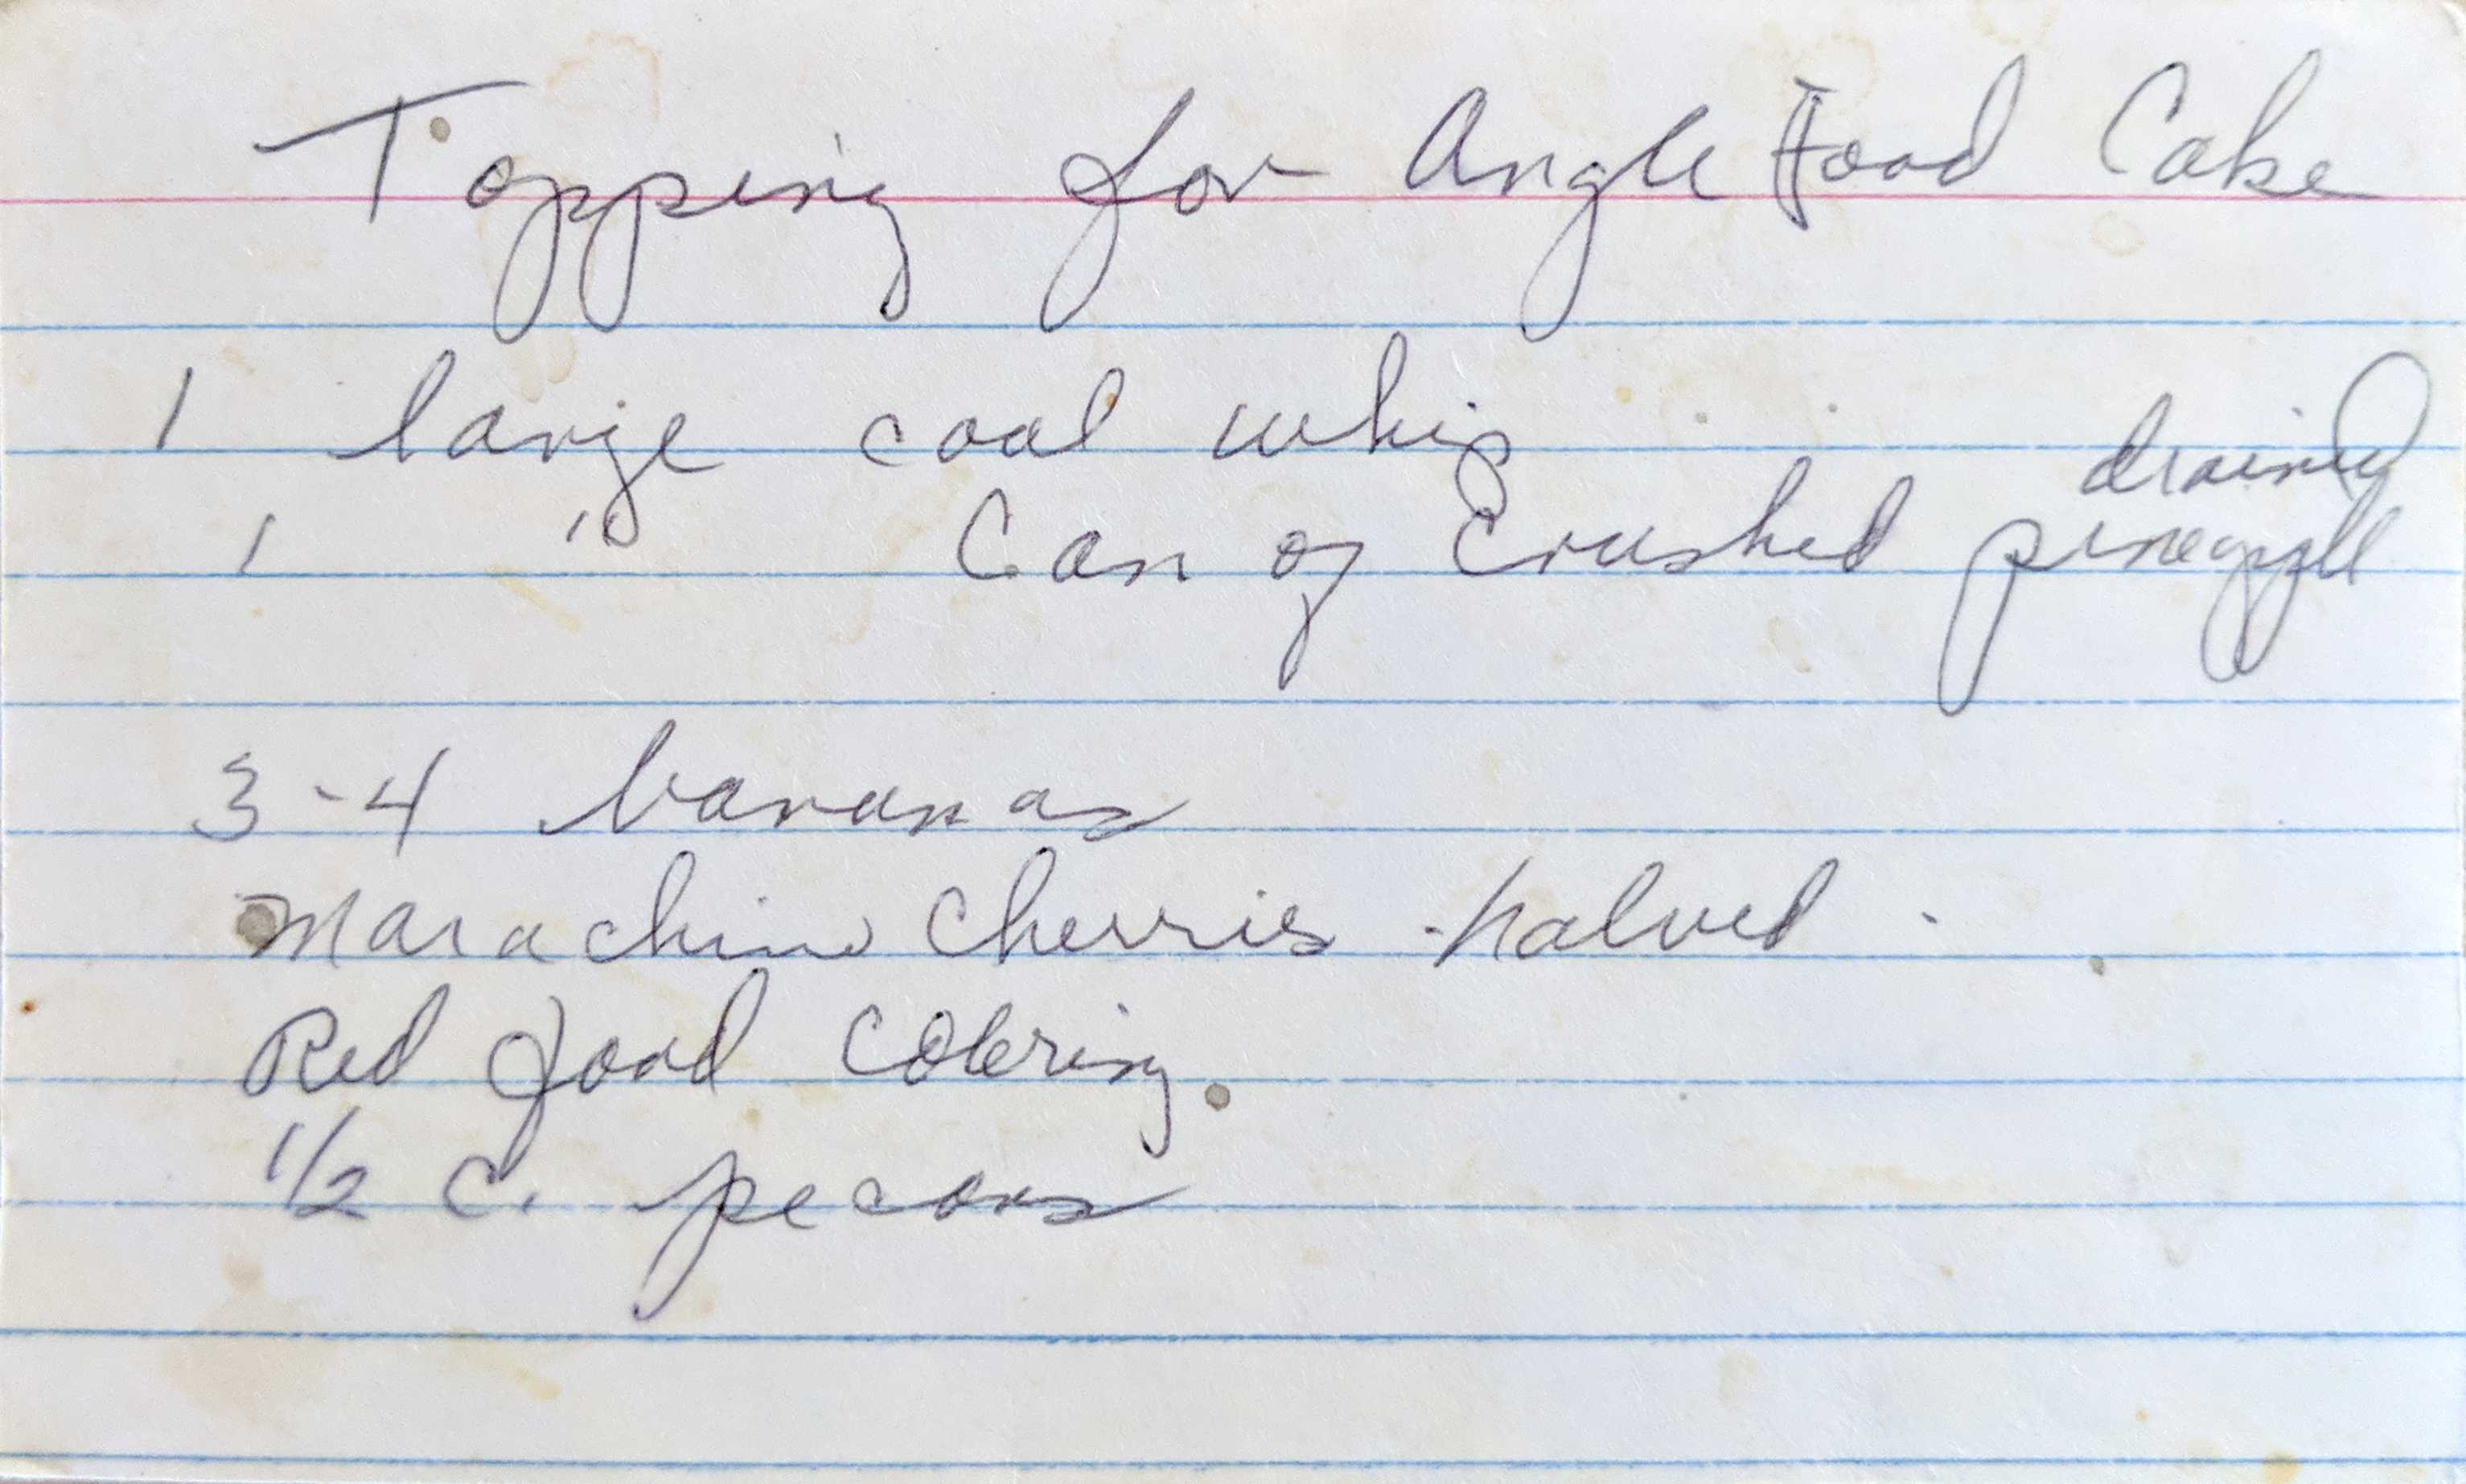 Topping for Angle Food Cake
1 large cool whip
drained
1 " Can of Crushed pineapple
3-4 bananas
Marachino Cherries - halved -
Red food Coloring.
1/2 C. pecans